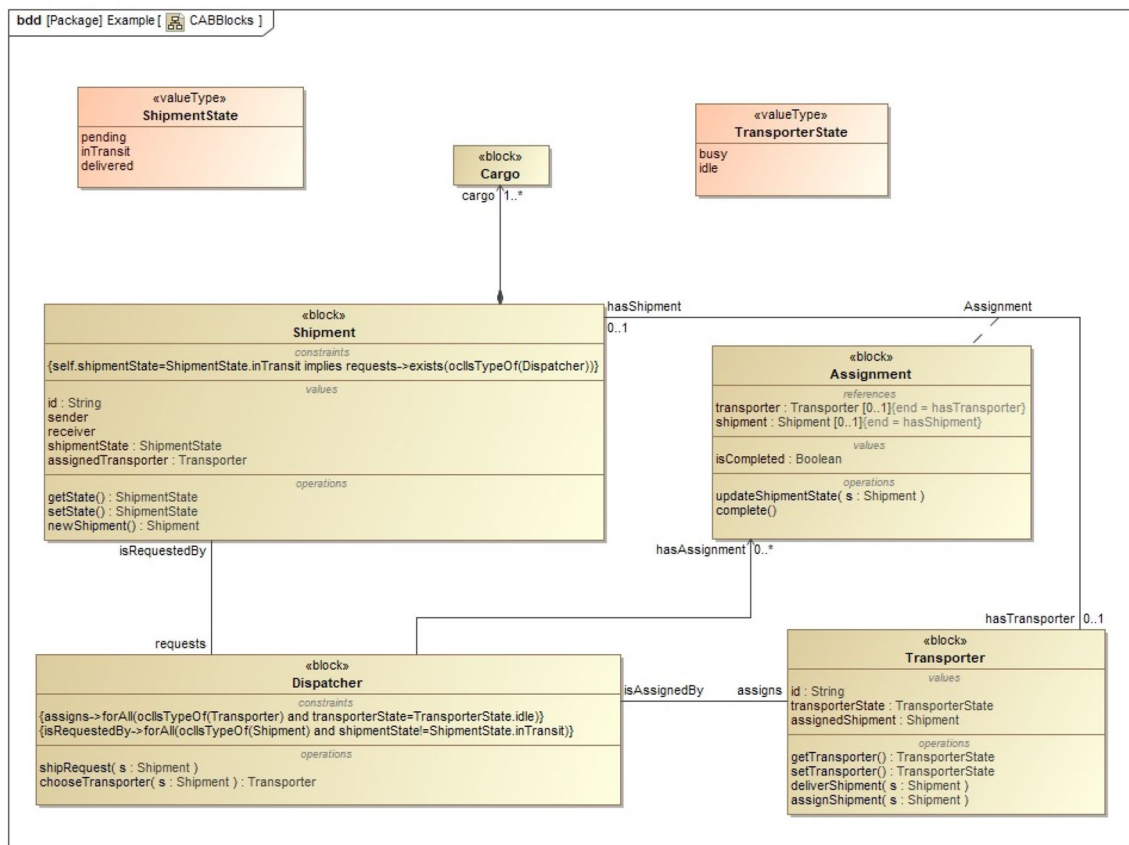 bdd [Package] Example [ CABBlocks ]
«valueType»
ShipmentState
pending
inTransit
delivered
«block»
Cargo
cargo 1..*
«valueType»
TransporterState
busy
idle
«block»
Shipment
constraints
{self.shipmentState=ShipmentState.inTransit implies requests->exists(oclIsTypeOf(Dispatcher))}
values
id : String
sender
receiver
shipmentState : ShipmentState
assignedTransporter : Transporter
operations
getState() : ShipmentState
setState() : ShipmentState
newShipment() : Shipment
hasShipment
0..1
Assignment
«block»
Assignment
references
transporter : Transporter [0..1]{end = hasTransporter}
shipment : Shipment [0..1]{end = hasShipment}
values
isCompleted : Boolean
operations
updateShipmentState( s : Shipment )
complete()
isRequestedBy
hasAssignment 0..*
requests
hasTransporter 0..1
«block»
Dispatcher
constraints
{assigns->forAll(oclIsTypeOf(Transporter) and transporterState=TransporterState.idle)}
{isRequestedBy->forAll(oclIsTypeOf(Shipment) and shipmentState!=ShipmentState.inTransit)}
operations
shipRequest( s : Shipment )
chooseTransporter( s : Shipment ) : Transporter
isAssignedBy assigns
«block»
Transporter
values
id : String
transporterState : TransporterState
assignedShipment : Shipment
operations
getTransporter() : TransporterState
setTransporter() : TransporterState
deliverShipment( s : Shipment )
assignShipment( s : Shipment )